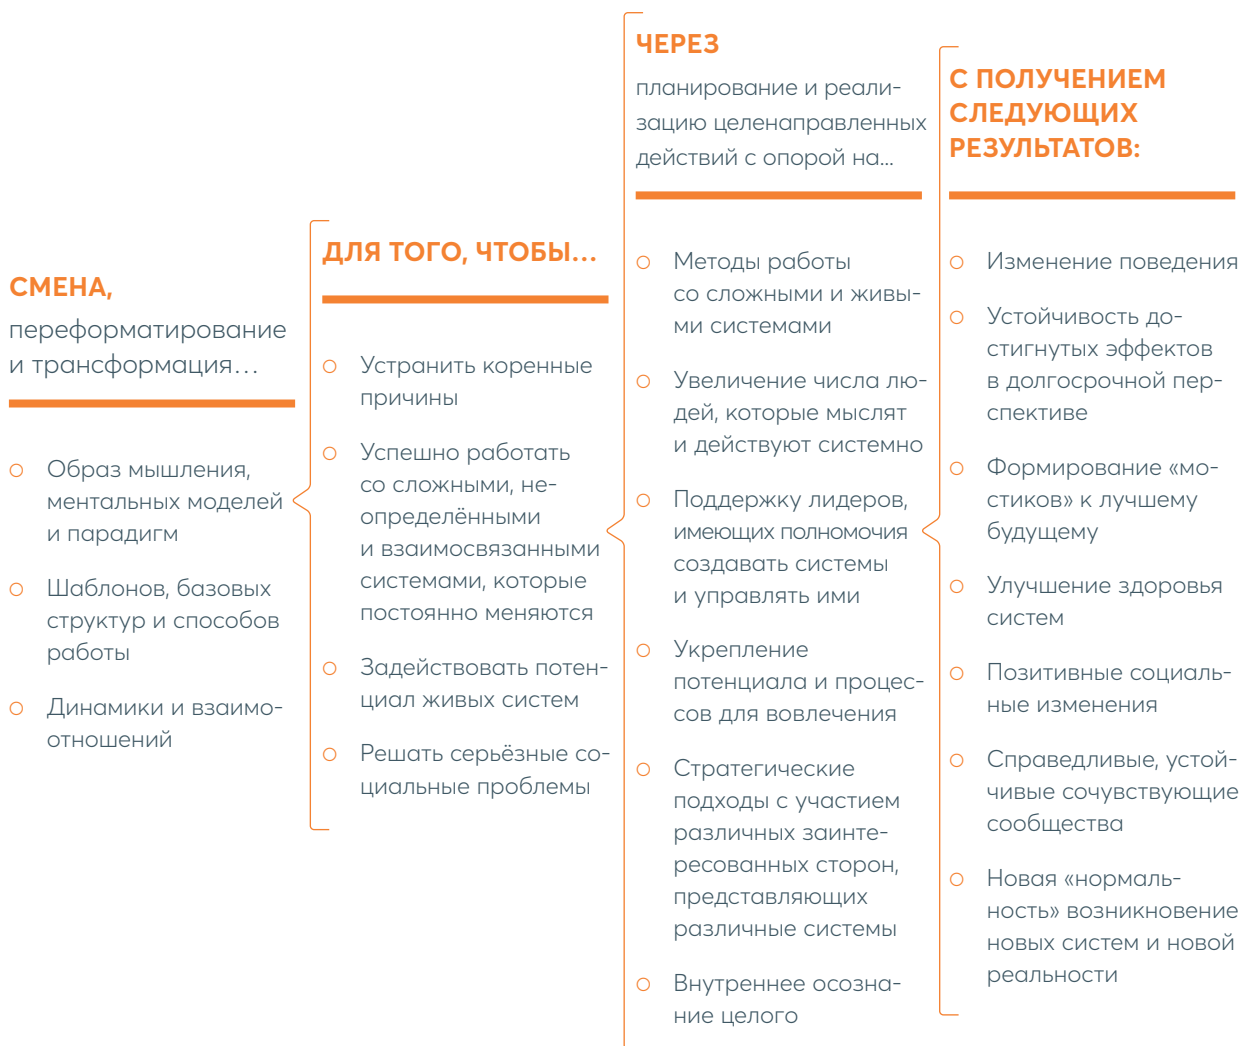 СМЕНА,
переформатирование
и трансформация...
Образ мышления,
ментальных моделей
и парадигм
Шаблонов, базовых
структур и способов
работы
Динамики и взаимо-
отношений
ДЛЯ ТОГО, ЧТОБЫ...
Устранить коренные
причины
Успешно работать
со сложными, не-
определёнными
и взаимосвязанными
системами, которые
постоянно меняются
Задействовать потен-
циал живых систем
Решать серьёзные со-
циальные проблемы
ЧЕРЕЗ
планирование и реали-
зацию целенаправленных
действий с опорой на...
Методы работы
со сложными и живы-
ми системами
Увеличение числа лю-
дей, которые мыслят
и действуют системно
Поддержку лидеров,
имеющих полномочия
создавать системы
и управлять ими
Укрепление
потенциала и процес-
сов для вовлечения
Стратегические
подходы с участием
различных заинте-
ресованных сторон,
представляющих
различные системы
Внутреннее осозна-
ние целого
С ПОЛУЧЕНИЕМ
СЛЕДУЮЩИХ
РЕЗУЛЬТАТОВ:
Изменение поведения
Устойчивость до-
стигнутых эффектов
в долгосрочной пер-
спективе
Формирование «мо-
стиков» к лучшему
будущему
Улучшение здоровья
систем
Позитивные социаль-
ные изменения
Справедливые, устой-
чивые сочувствующие
сообщества
Новая «нормаль-
ность» возникновение
новых систем и новой
реальности